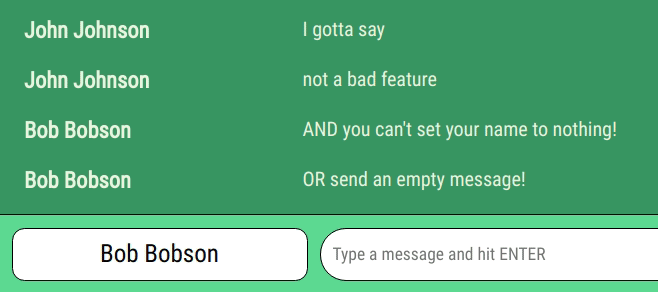 John Johnson I gotta say
John Johnson not a bad feature
Bob Bobson AND you can't set your name to nothing!
Bob Bobson OR send an empty message!
Bob Bobson Type a message and hit ENTER